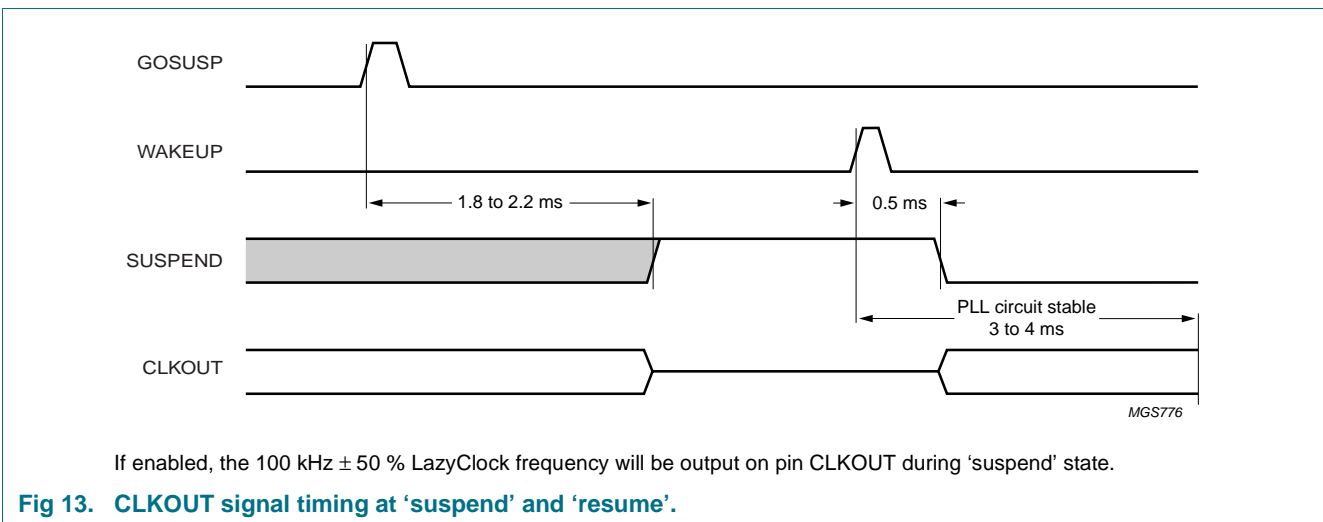 GOSUSP
WAKEUP
1.8 to 2.2 ms
0.5 ms
SUSPEND
PLL circuit stable
3 to 4 ms
CLKOUT
MGS776
If enabled, the 100 kHz ± 50 % LazyClock frequency will be output on pin CLKOUT during ‘suspend’ state.
Fig 13. CLKOUT signal timing at ‘suspend’ and ‘resume’.